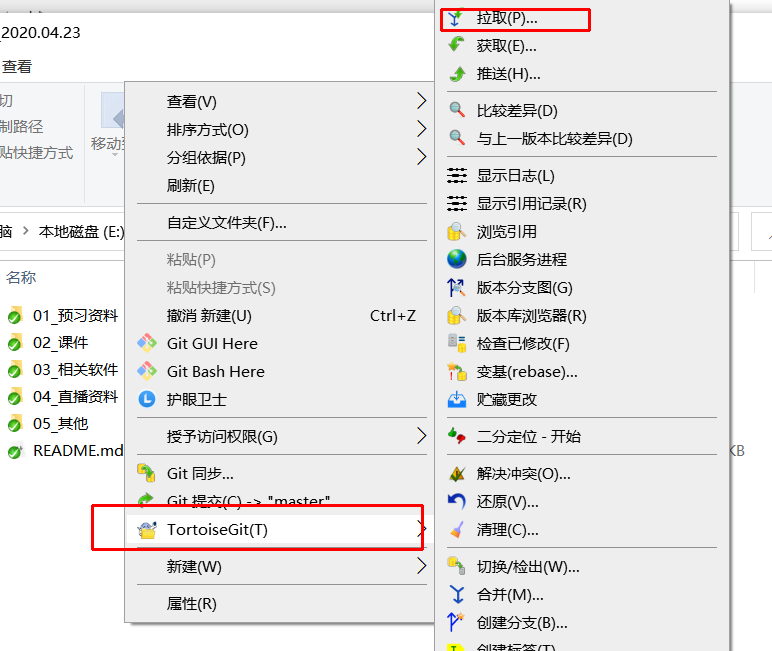 2020.04.23
查看
切
制路径
贴快捷方式
移动到
脑 > 本地磁盘 (E:)
名称
01_预习资料
02_课件
03_相关软件
04_直播资料
05_其他
README.md
KB
查看(V)
排序方式(O)
分组依据(P)
刷新(E)
自定义文件夹(F)...
粘贴(P)
粘贴快捷方式(S)
撤消 新建(U) Ctrl+Z
Git GUI Here
Git Bash Here
护眼卫士
授予访问权限(G)
Git 同步...
Git 提交(C) -> "master"...
TortoiseGit(T)
新建(W)
属性(R)
拉取(P)...
获取(E)...
推送(H)...
比较差异(D)
与上一版本比较差异(D)
显示日志(L)
显示引用记录(R)
浏览引用
后台服务进程
版本分支图(G)
版本库浏览器(R)
检查已修改(F)
变基(rebase)...
贮藏更改
二分定位 - 开始
解决冲突(O)...
还原(V)...
清理(C)...
切换/检出(W)...
合并(M)...
创建分支(B)...
创建标签(T)...